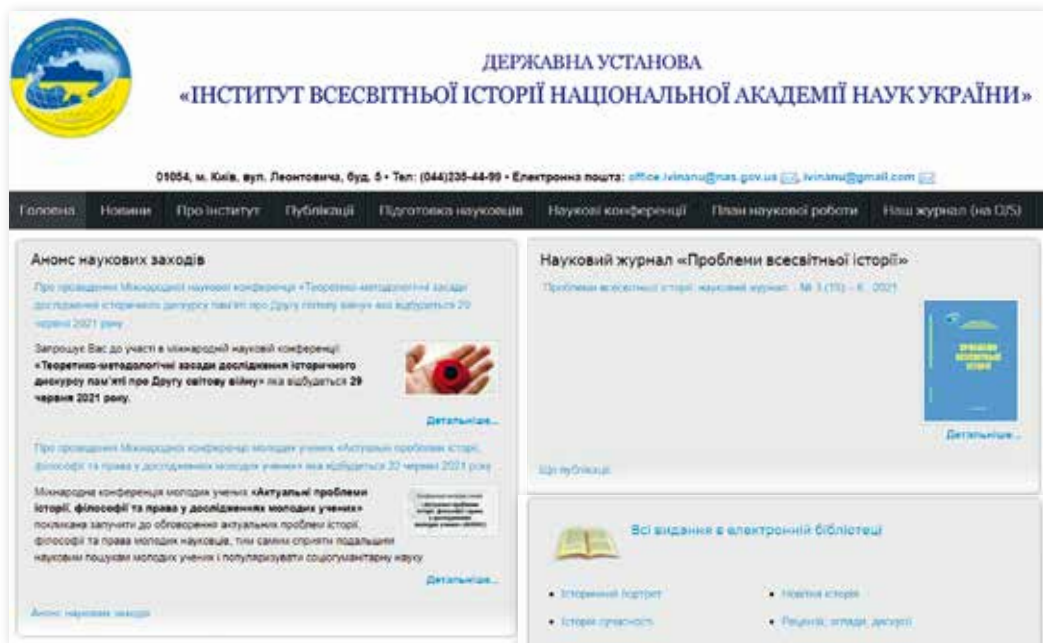 ДЕРЖАВНА УСТАНОВА
«ІНСТИТУТ ВСЕСВІТНЬОЇ ІСТОРІЇ НАЦІОНАЛЬНОЇ АКАДЕМІЇ НАУК УКРАЇНИ»
01054, м. Київ, вул. Леонтовича, буд. 5 • Тел: (044)235-44-99 • Електронна пошта: office.ivinanu@nas.gov.ua, ivinanu@gmail.com
Головна Новини Про інститут Публікації Підготовка науковців Наукові конференції План наукової роботи Наш журнал (на OJS)
Анонс наукових заходів
Про проведення Міжнародної наукової конференції «Теоретико-методологічні засади
дослідження історичного дискурсу пам'яті про Другу світову війну» яка відбудеться 29
червня 2021 року
Запрошує Вас до участі в міжнародній науковій конференції
«Теоретико-методологічні засади дослідження історичного
дискурсу пам'яті про Другу світову війну» яка відбудеться 29
червня 2021 року.
Детальніше...
Про проведення Міжнародної конференції молодих учених «Актуальні проблеми історії,
філософії та права у дослідженнях молодих учених» яка відбудеться 22 червня 2021 року
Міжнародна конференція молодих учених «Актуальні проблеми
історії, філософії та права у дослідженнях молодих учених»
покликана залучити до обговорення актуальних проблем історії,
філософії та права молодих науковців, тим самим сприяти подальшим
науковим пошукам молодих учених і популяризувати соціогуманітарну науку
Детальніше...
Анонс наукових заходів
Науковий журнал «Проблеми всесвітньої історії»
Проблеми всесвітньої історії: науковий журнал
2021
ПРОБЛЕМИ
ВСЕСВІТНЬОЇ
ІСТОРІЇ
Детальніше...
Що публікації
Всі видання в електронній бібліотеці
• Історичний портрет
• Новітня історія
• Історія сучасності
• Рецензії, огляди, дискусії